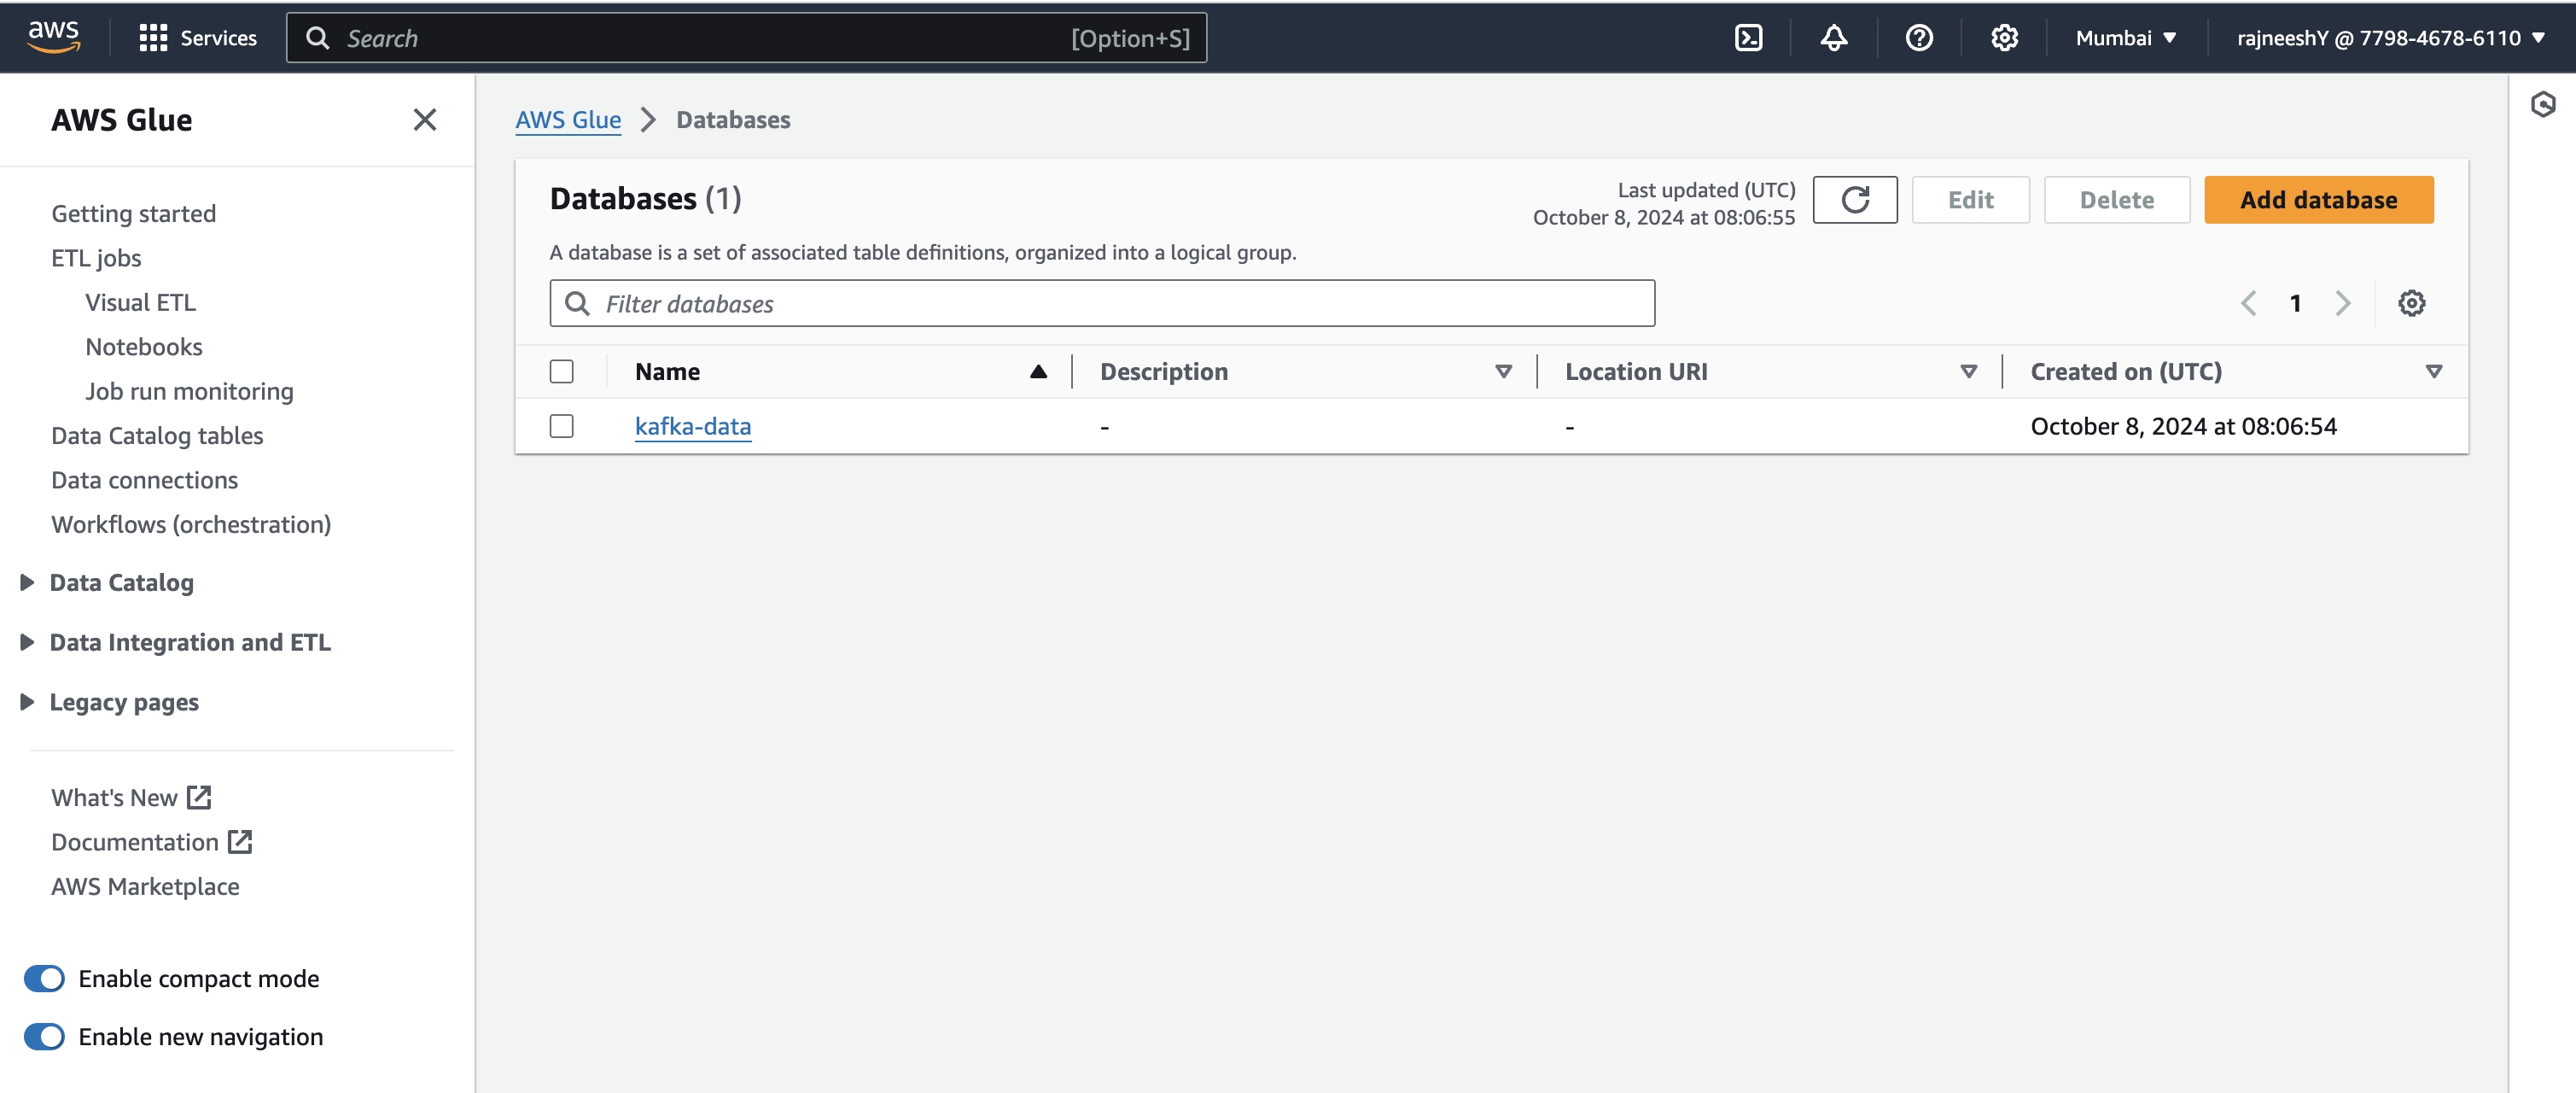 aws
Services
Search
[Option+S]
Mumbai
rajneeshY @ 7798-4678-6110
AWS Glue
Getting started
ETL jobs
Visual ETL
Notebooks
Job run monitoring
Data Catalog tables
Data connections
Workflows (orchestration)
Data Catalog
Data Integration and ETL
Legacy pages
What's New
Documentation
AWS Marketplace
Enable compact mode
Enable new navigation
AWS Glue
Databases
Databases (1)
Last updated (UTC)
October 8, 2024 at 08:06:55
Edit
Delete
Add database
A database is a set of associated table definitions, organized into a logical group.
Filter databases
1
Name
Description
Location URI
Created on (UTC)
kafka-data
-
-
October 8, 2024 at 08:06:54